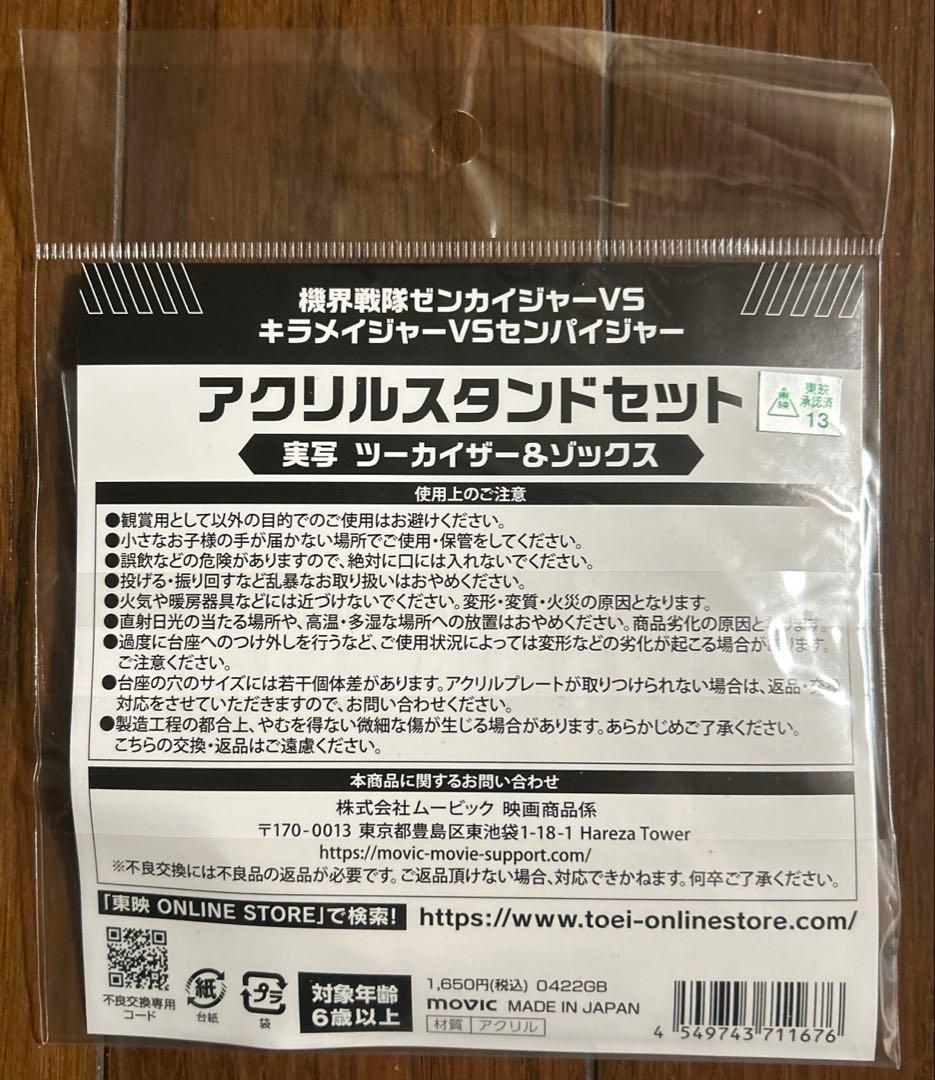 機界戦隊ゼンカイジャーVS
キラメイジャーVSセンパイジャー
アクリルスタンドセット
東映
東映
承認済
13
実写 ツーカイザー&ゾックス
使用上のご注意
●観賞用として以外の目的でのご使用はお避けください。
●小さなお子様の手が届かない場所でご使用・保管をしてください。
●誤飲などの危険がありますので、絶対に口には入れないでください。
●投げる・振り回すなど乱暴なお取り扱いはおやめください。
●火気や暖房器具などには近づけないでください。変形・変質・火災の原因となります。
●直射日光の当たる場所や、高温・多湿な場所への放置はおやめください。商品劣化の原因となります。
●過度に台座へのつけ外しを行うなど、ご使用状況によっては変形などの劣化が起こる場合があります。
ご注意ください。
●台座の穴のサイズには若干個体差があります。アクリルプレートが取りつけられない場合は、返品・交換
対応をさせていただきますので、お問い合わせください。
●製造工程の都合上、やむを得ない微細な傷が生じる場合があります。あらかじめご了承ください。
こちらの交換・返品はご遠慮ください。
本商品に関するお問い合わせ
株式会社ムービック 映画商品係
〒170-0013 東京都豊島区東池袋1-18-1 Hareza Tower
https://movic-movie-support.com/
※不良交換には不良品の返品が必要です。ご返品頂けない場合、対応できかねます。何卒ご了承ください。
「東映 ONLINE STORE」で検索! https://www.toei-onlinestore.com/
不良交換専用
コード
紙
台紙
プラ
袋
対象年齢
6歳以上
1,650円(税込) 0422GB
movic MADE IN JAPAN
材質 アクリル
4 549743 711676